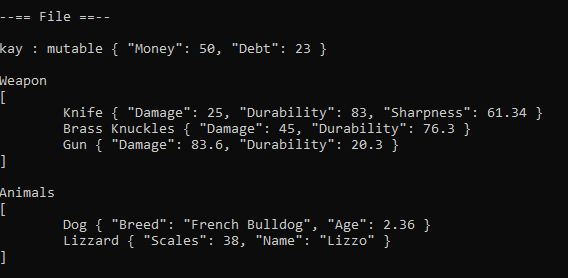 --== File ==--
kay : mutable { "Money": 50, "Debt": 23 }
Weapon
[
Knife { "Damage": 25, "Durability": 83, "Sharpness": 61.34 }
Brass Knuckles { "Damage": 45, "Durability": 76.3 }
Gun { "Damage": 83.6, "Durability": 20.3 }
]
Animals
[
Dog { "Breed": "French Bulldog", "Age": 2.36 }
Lizzard { "Scales": 38, "Name": "Lizzo" }
]